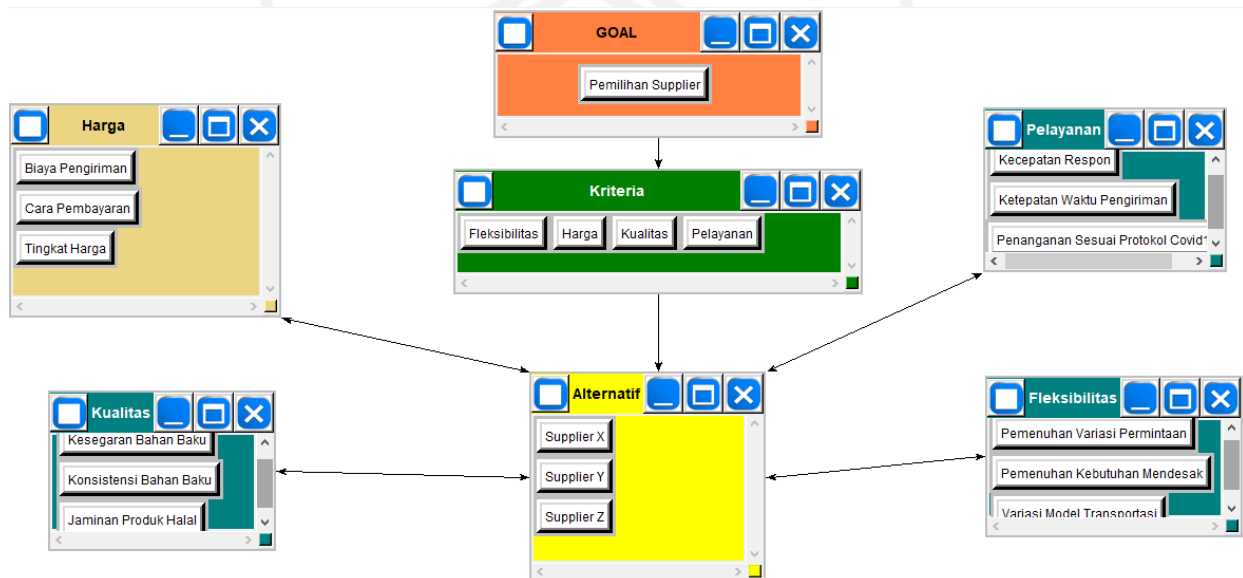 GOAL
Pemilihan Supplier
Harga
Biaya Pengiriman
Cara Pembayaran
Tingkat Harga
Kriteria
Fleksibilitas
Harga
Kualitas
Pelayanan
Pelayanan
Kecepatan Respon
Ketepatan Waktu Pengiriman
Penanganan Sesuai Protokol Covid1
Kualitas
Kesegaran Bahan Baku
Konsistensi Bahan Baku
Jaminan Produk Halal
Alternatif
Supplier X
Supplier Y
Supplier Z
Fleksibilitas
Pemenuhan Variasi Permintaan
Pemenuhan Kebutuhan Mendesak
Variasi Model Transportasi